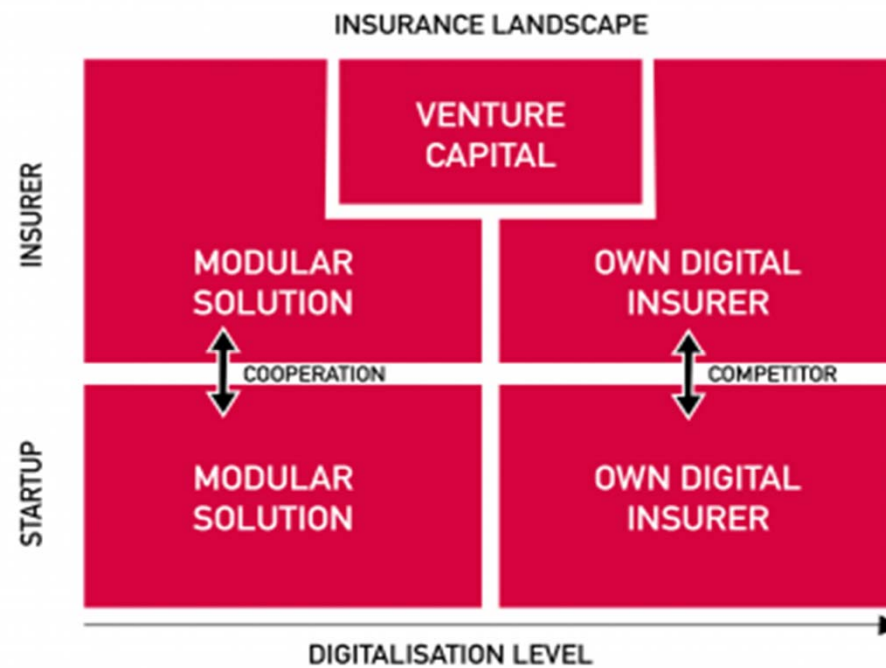 INSURANCE LANDSCAPE
VENTURE
CAPITAL
INSURER
MODULAR
SOLUTION
OWN DIGITAL
INSURER
COOPERATION
COMPETITOR
STARTUP
MODULAR
SOLUTION
OWN DIGITAL
INSURER
DIGITALISATION LEVEL